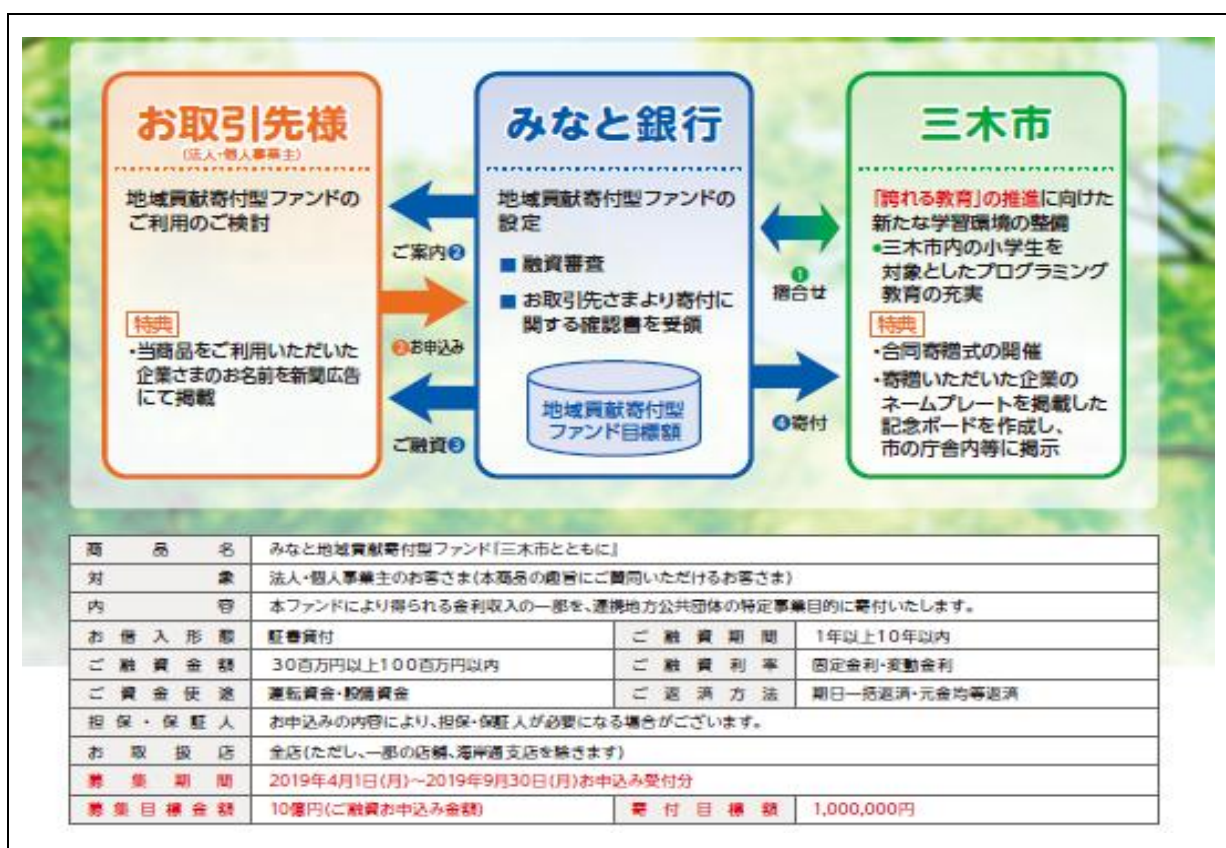 お取引先様
(法人・個人事業主)
地域貢献寄付型ファンドの
ご利用のご検討
特典
・当商品をご利用いただいた
企業さまのお名前を新聞広告
にて掲載
ご案内❷
❷お申込み
ご融資❸
みなと銀行
地域貢献寄付型ファンドの
設定
■ 融資審査
■ お取引先さまより寄付に
関する確認書を受領
地域貢献寄付型
ファンド目標額
❶
摺合せ
❹寄付
三木市
「誇れる教育」の推進に向けた
新たな学習環境の整備
●三木市内の小学生を
対象としたプログラミング
教育の充実
特典
・合同寄贈式の開催
・寄贈いただいた企業の
ネームプレートを掲載した
記念ボードを作成し、
市の庁舎内等に掲示
商品名 みなと地域貢献寄付型ファンド『三木市とともに』
対象 法人・個人事業主のお客さま(本商品の趣旨にご賛同いただけるお客さま)
内容 本ファンドにより得られる金利収入の一部を、連携地方公共団体の特定事業目的に寄付いたします。
お借入形態 証書貸付 ご融資期間 1年以上10年以内
ご融資金額 30百万円以上100百万円以内 ご融資利率 固定金利・変動金利
ご資金使途 運転資金・設備資金 ご返済方法 期日一括返済・元金均等返済
担保・保証人 お申込みの内容により、担保・保証人が必要になる場合がございます。
お取扱店 全店(ただし、一部の店舗、海岸通支店を除きます)
募集期間 2019年4月1日(月)～2019年9月30日(月)お申込み受付分
募集目標金額 10億円(ご融資お申込み金額) 寄付目標額 1,000,000円